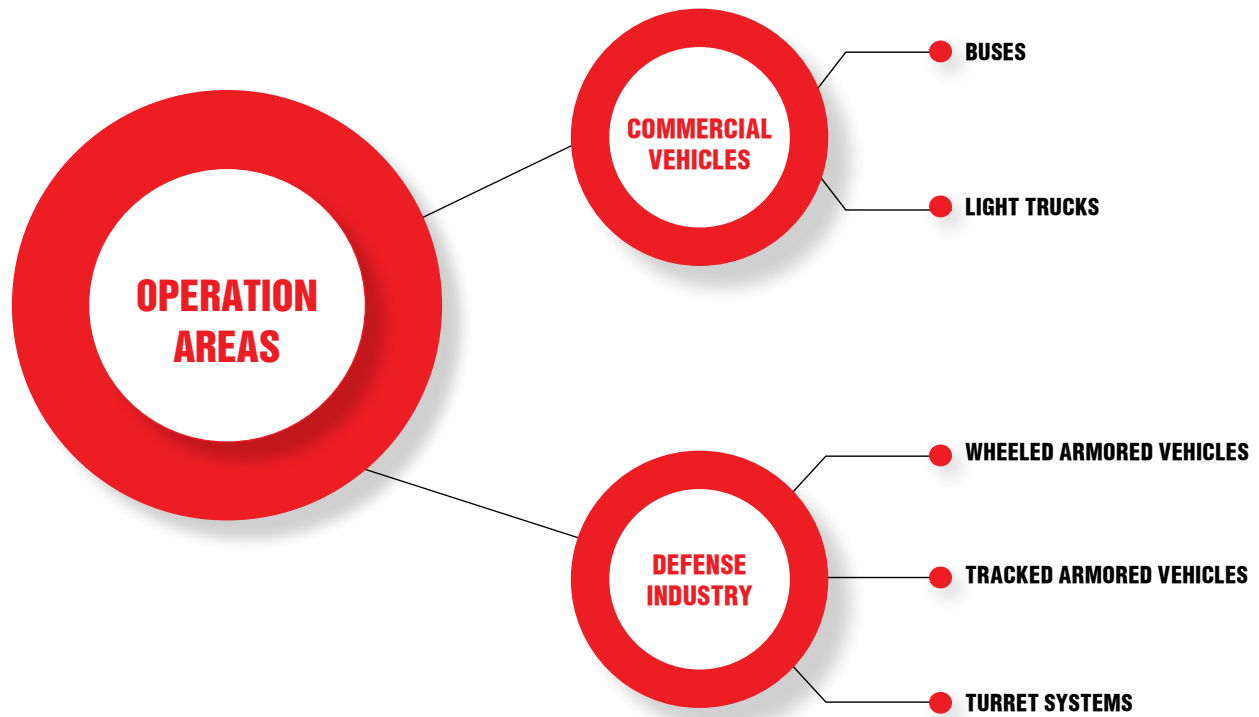 OPERATION
AREAS
COMMERCIAL
VEHICLES
BUSES
LIGHT TRUCKS
DEFENSE
INDUSTRY
WHEELED ARMORED VEHICLES
TRACKED ARMORED VEHICLES
TURRET SYSTEMS